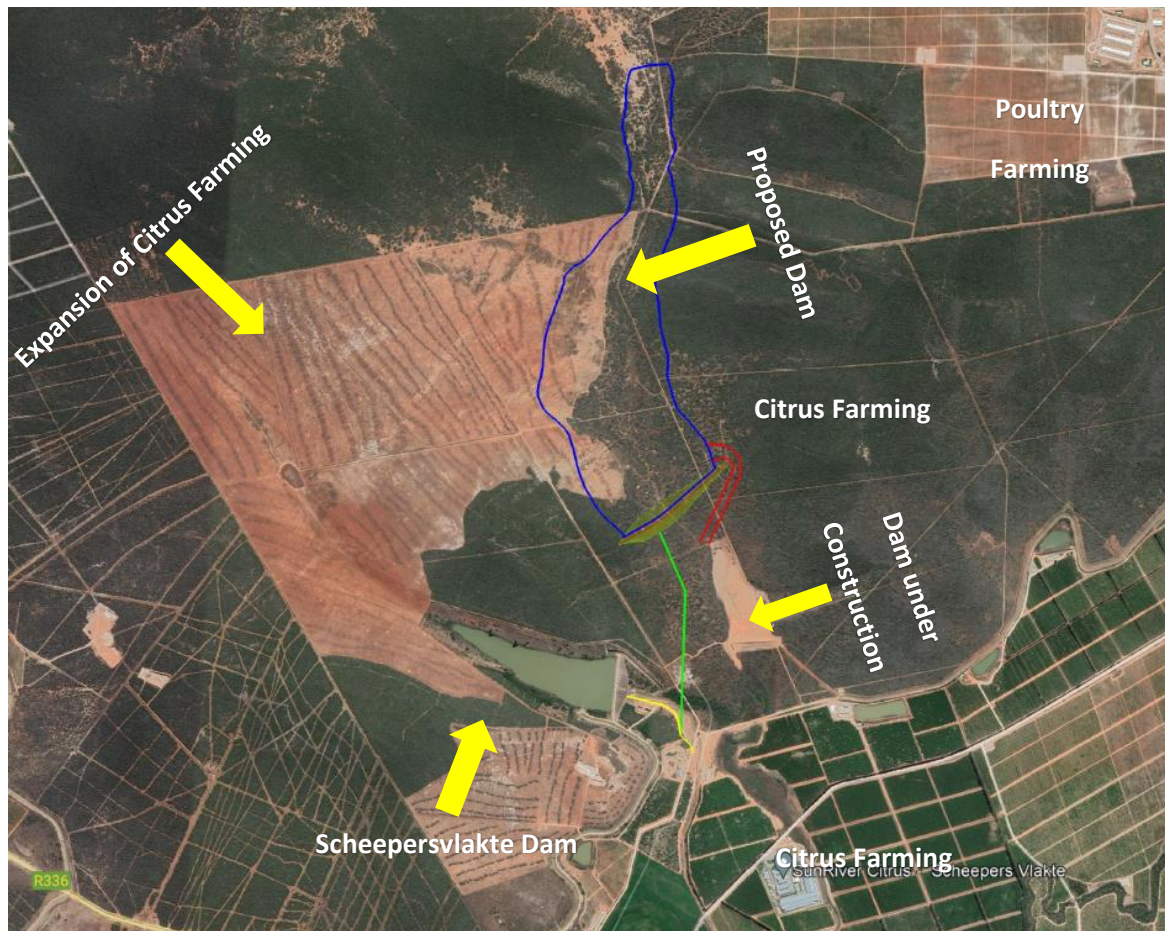 Poultry
Farming
Expansion of Citrus Farming
Proposed Dam
Citrus Farming
Dam under
Construction
Scheepersvlakte Dam
Citrus Farming
SunRiver Citrus - Scheepers Vlakte
R336